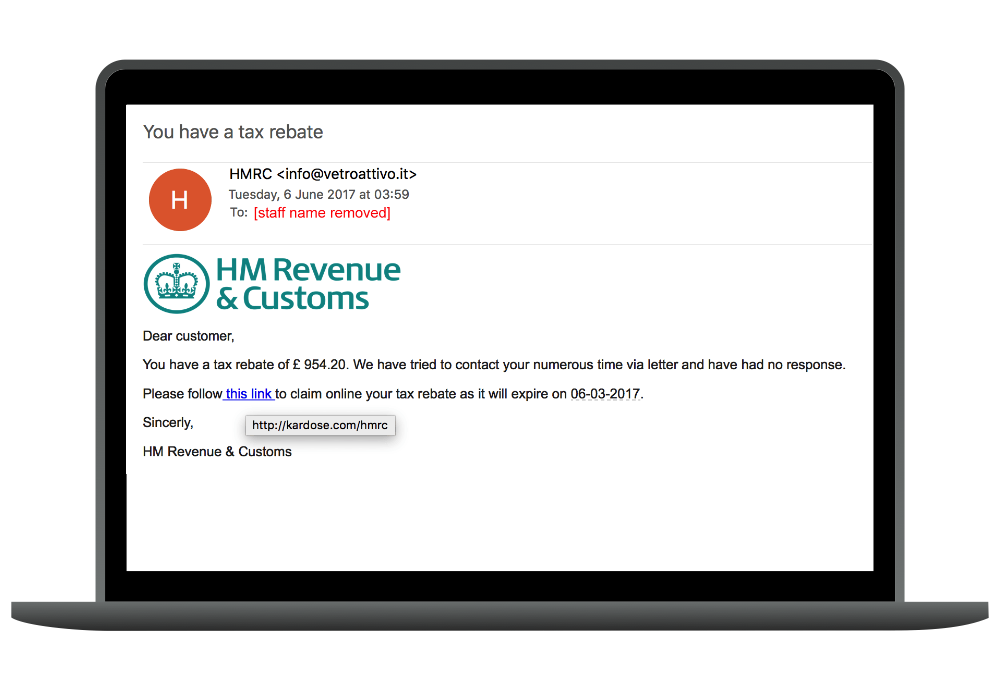 You have a tax rebate
H
HMRC <info@vetroattivo.it>
Tuesday, 6 June 2017 at 03:59
To: [staff name removed]
HM Revenue
& Customs
Dear customer,
You have a tax rebate of £ 954.20. We have tried to contact your numerous time via letter and have had no response.
Please follow this link to claim online your tax rebate as it will expire on 06-03-2017.
Sincerly,
http://kardose.com/hmrc
HM Revenue & Customs